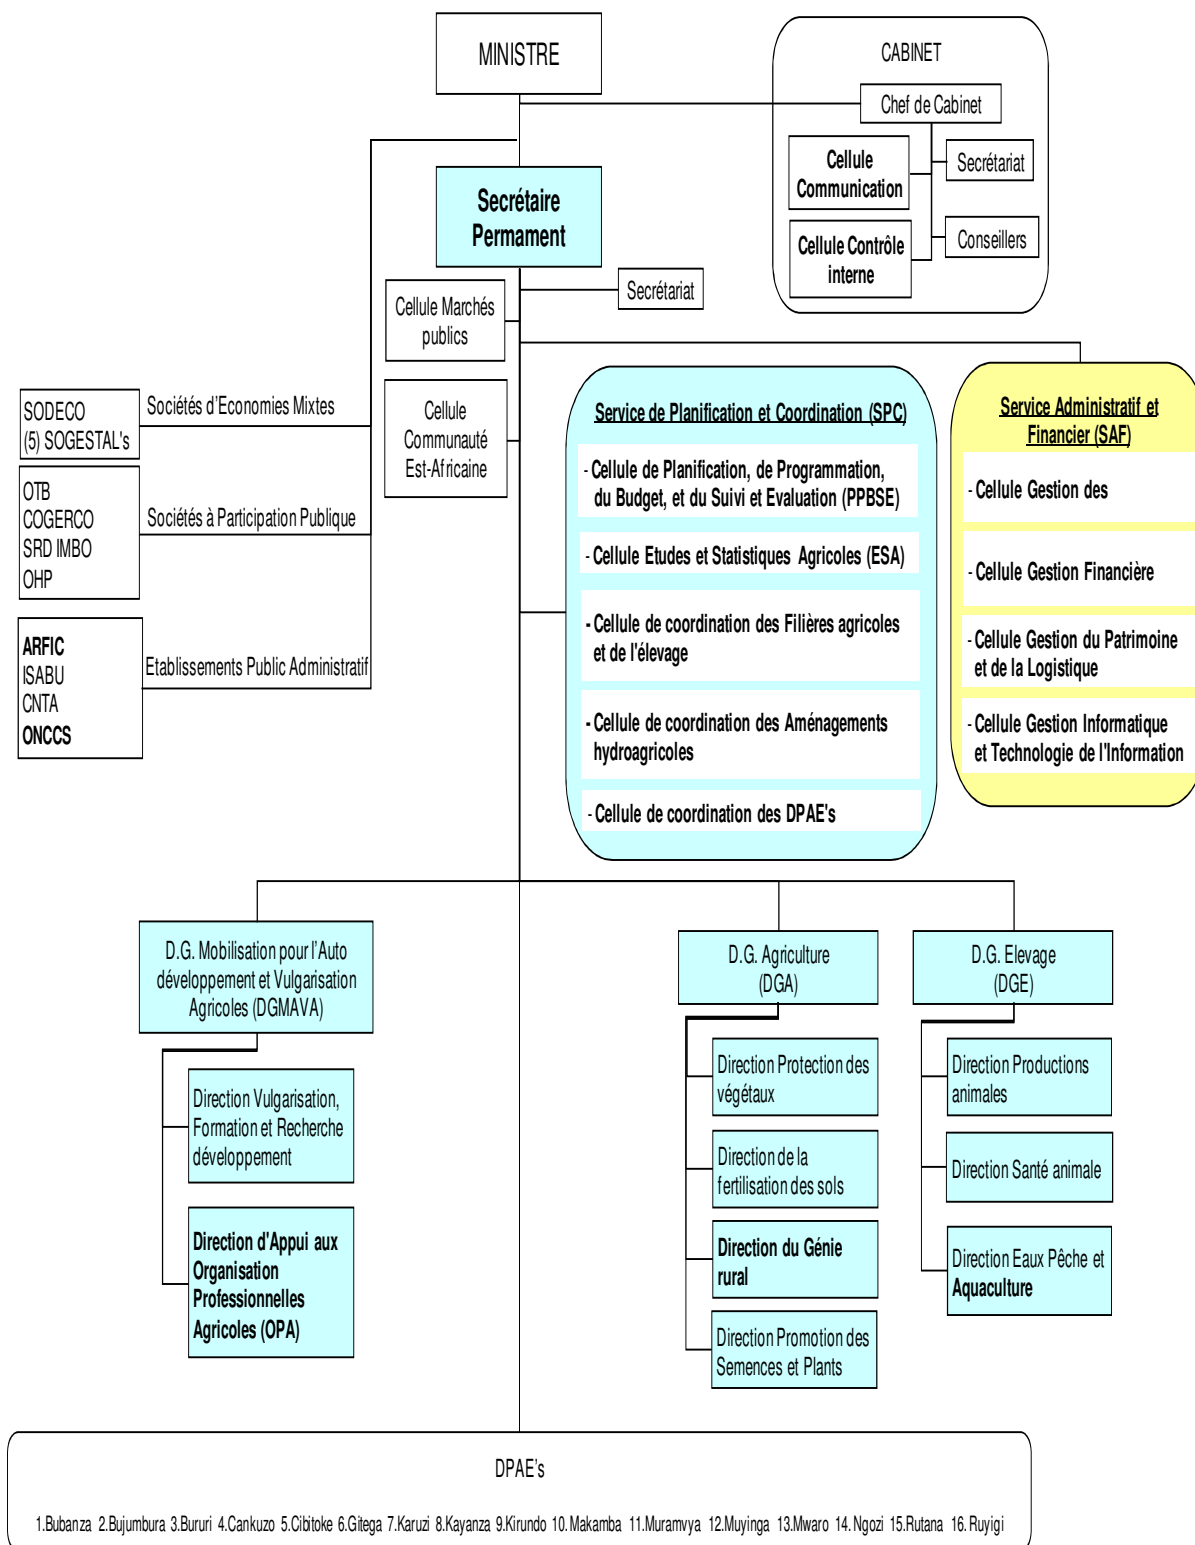 MINISTRE
CABINET
Chef de Cabinet
Cellule
Communication
Secrétariat
Cellule Contrôle
interne
Conseillers
Secrétaire
Permament
Secrétariat
Cellule Marchés
publics
Cellule
Communauté
Est-Africaine
SODECO
(5) SOGESTAL's
Sociétés d'Economies Mixtes
OTB
COGERCO
SRD IMBO
OHP
Sociétés à Participation Publique
ARFIC
ISABU
CNTA
ONCCS
Etablissements Public Administratif
Service de Planification et Coordination (SPC)
- Cellule de Planification, de Programmation,
du Budget, et du Suivi et Evaluation (PPBSE)
- Cellule Etudes et Statistiques Agricoles (ESA)
- Cellule de coordination des Filières agricoles
et de l'élevage
- Cellule de coordination des Aménagements
hydroagricoles
- Cellule de coordination des DPAE's
Service Administratif et
Financier (SAF)
- Cellule Gestion des
- Cellule Gestion Financière
- Cellule Gestion du Patrimoine
et de la Logistique
- Cellule Gestion Informatique
et Technologie de l'Information
D.G. Mobilisation pour l'Auto
développement et Vulgarisation
Agricoles (DGMAVA)
Direction Vulgarisation,
Formation et Recherche
développement
Direction d'Appui aux
Organisation
Professionnelles
Agricoles (OPA)
D.G. Agriculture
(DGA)
Direction Protection des
végétaux
Direction de la
fertilisation des sols
Direction du Génie
rural
Direction Promotion des
Semences et Plants
D.G. Elevage
(DGE)
Direction Productions
animales
Direction Santé animale
Direction Eaux Pêche et
Aquaculture
DPAE's
1.Bubanza 2.Bujumbura 3.Bururi 4.Cankuzo 5.Cibitoke 6.Gitega 7.Karuzi 8.Kayanza 9.Kirundo 10.Makamba 11.Muramvya 12.Muyinga 13.Mwaro 14.Ngozi 15.Rutana 16.Ruyigi